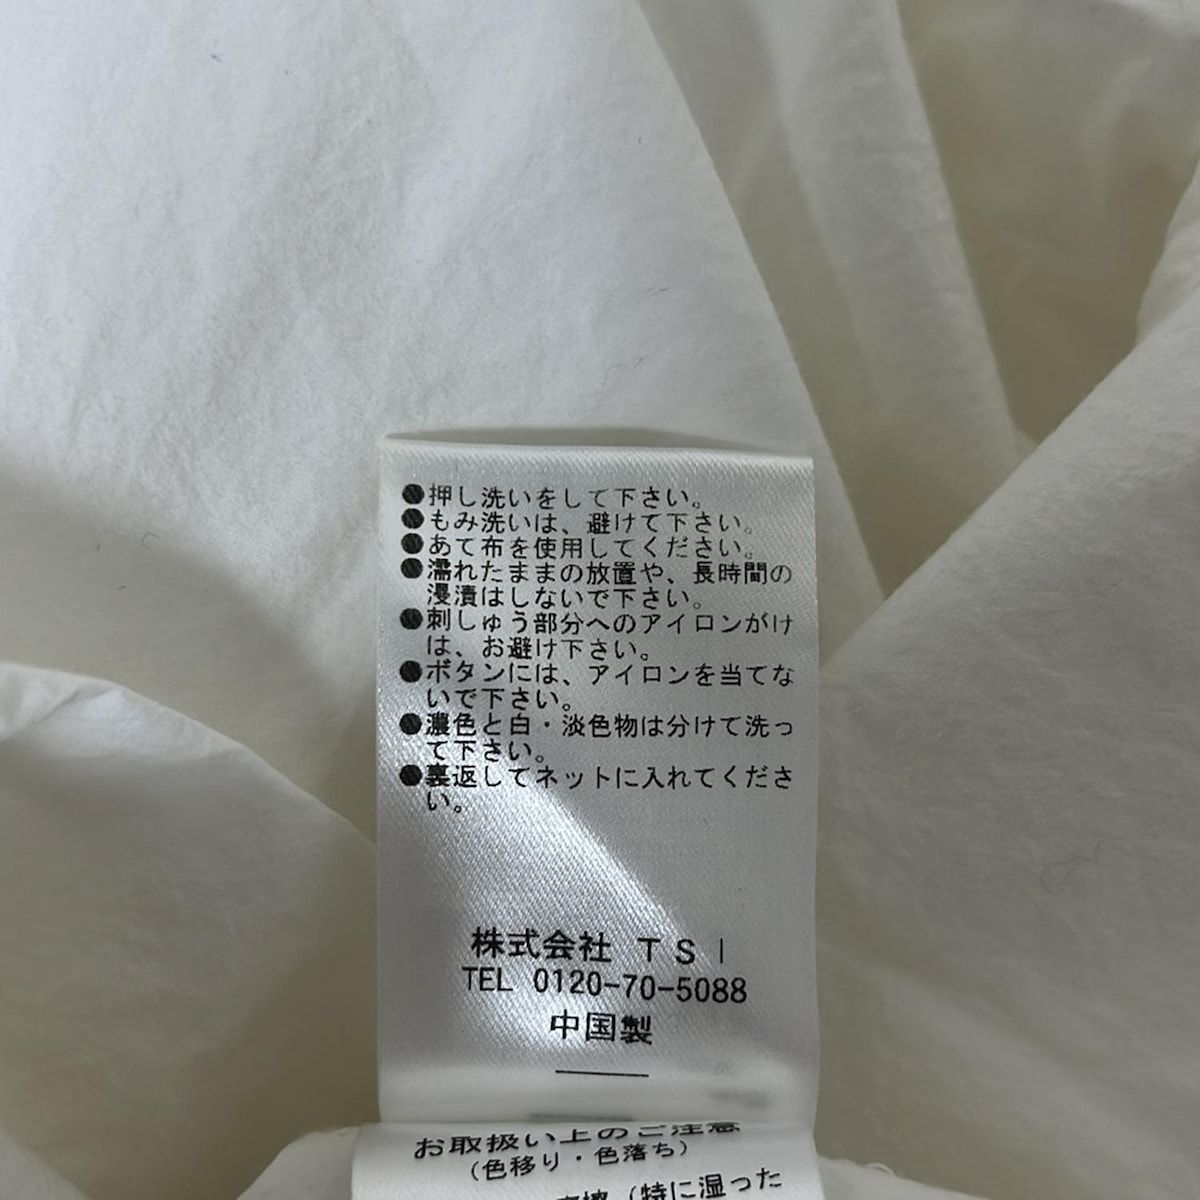 ●押し洗いをして下さい。
●もみ洗いは、避けて下さい。
●あて布を使用してください。
●濡れたままの放置や、長時間の
浸漬はしないで下さい。
●刺しゅう部分へのアイロンがけ
は、お避け下さい。
●ボタンには、アイロンを当てな
いで下さい。
●濃色と白・淡色物は分けて洗っ
て下さい。
●裏返してネットに入れてくださ
い。
株式会社 TSI
TEL 0120-70-5088
中国製
お取扱い上のご注意
(色移り・色落ち)
(特に湿った